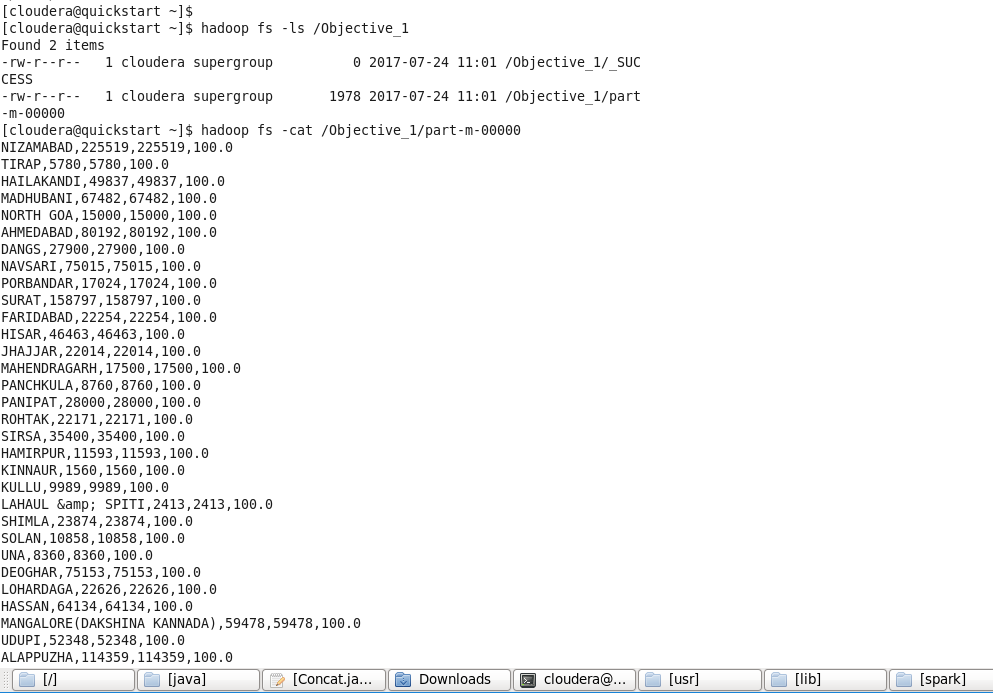 [cloudera@quickstart ~]$
[cloudera@quickstart ~]$ hadoop fs -ls /Objective_1
Found 2 items
-rw-r--r--   1 cloudera supergroup          0 2017-07-24 11:01 /Objective_1/_SUC
CESS
-rw-r--r--   1 cloudera supergroup       1978 2017-07-24 11:01 /Objective_1/part
-m-00000
[cloudera@quickstart ~]$ hadoop fs -cat /Objective_1/part-m-00000
NIZAMABAD,225519,225519,100.0
TIRAP,5780,5780,100.0
HAILAKANDI,49837,49837,100.0
MADHUBANI,67482,67482,100.0
NORTH GOA,15000,15000,100.0
AHMEDABAD,80192,80192,100.0
DANGS,27900,27900,100.0
NAVSARI,75015,75015,100.0
PORBANDAR,17024,17024,100.0
SURAT,158797,158797,100.0
FARIDABAD,22254,22254,100.0
HISAR,46463,46463,100.0
JHAJJAR,22014,22014,100.0
MAHENDRAGARH,17500,17500,100.0
PANCHKULA,8760,8760,100.0
PANIPAT,28000,28000,100.0
ROHTAK,22171,22171,100.0
SIRSA,35400,35400,100.0
HAMIRPUR,11593,11593,100.0
KINNAUR,1560,1560,100.0
KULLU,9989,9989,100.0
LAHAUL &amp; SPITI,2413,2413,100.0
SHIMLA,23874,23874,100.0
SOLAN,10858,10858,100.0
UNA,8360,8360,100.0
DEOGHAR,75153,75153,100.0
LOHARDAGA,22626,22626,100.0
HASSAN,64134,64134,100.0
MANGALORE(DAKSHINA KANNADA),59478,59478,100.0
UDUPI,52348,52348,100.0
ALAPPUZHA,114359,114359,100.0
[/] [java] [Concat.ja... Downloads cloudera@... [usr] [lib] [spark]